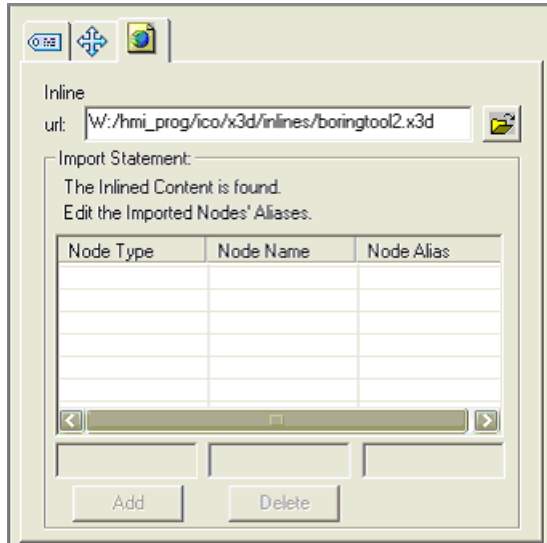 Inline
url: W:/hmi_prog/ico/x3d/inlines/boringtool2.x3d
Import Statement:
The Inlined Content is found.
Edit the Imported Nodes' Aliases.
Node Type Node Name Node Alias
Add Delete